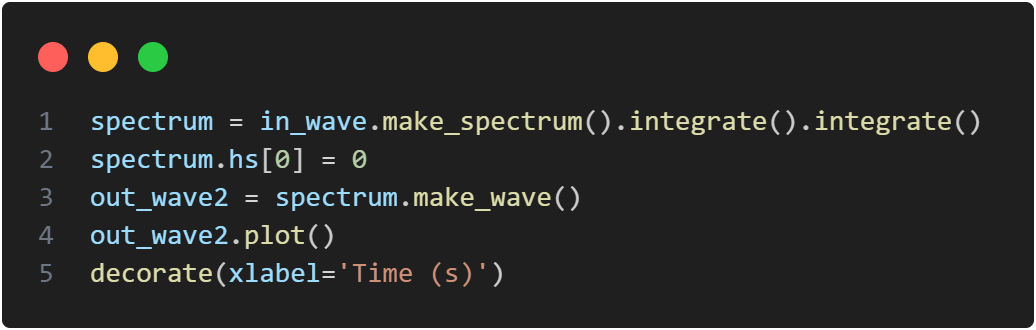 1 spectrum = in_wave.make_spectrum().integrate().integrate()
2 spectrum.hs[0] = 0
3 out_wave2 = spectrum.make_wave()
4 out_wave2.plot()
5 decorate(xlabel='Time (s)')